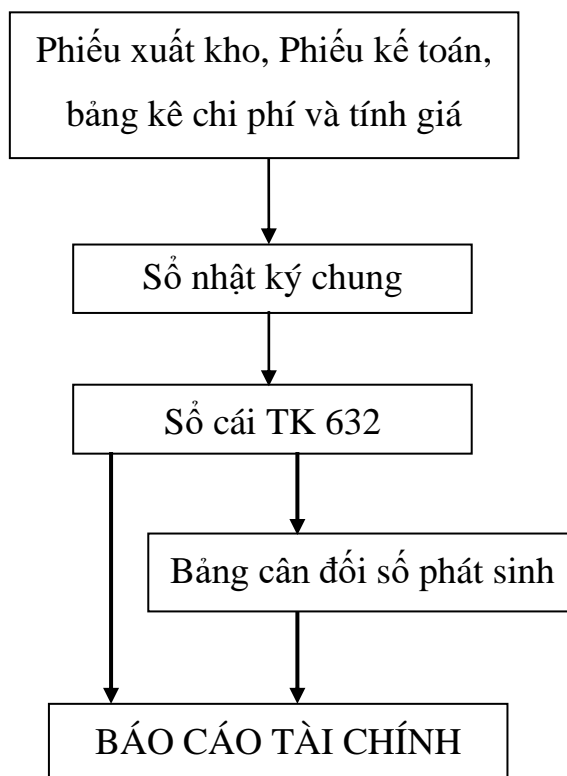 Phiếu xuất kho, Phiếu kế toán,
bảng kê chi phí và tính giá
Sổ nhật ký chung
Sổ cái TK 632
Bảng cân đối số phát sinh
BÁO CÁO TÀI CHÍNH